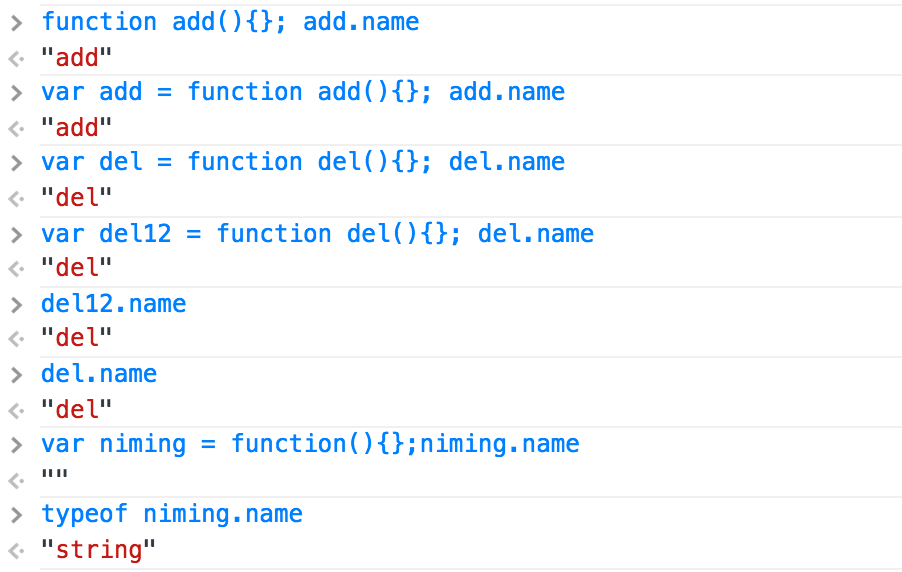 > function add(){}; add.name
< "add"
> var add = function add(){}; add.name
< "add"
> var del = function del(){}; del.name
< "del"
> var del12 = function del(){}; del.name
< "del"
> del12.name
< "del"
> del.name
< "del"
> var niming = function(){};niming.name
< ""
> typeof niming.name
< "string"